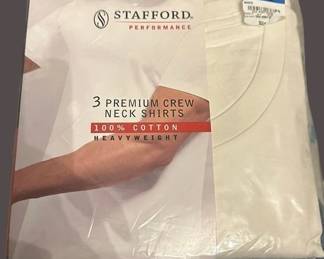 STAFFORD®
PERFORMANCE
3 PREMIUM CREW
NECK SHIRTS
100% COTTON
HEAVYWEIGHT